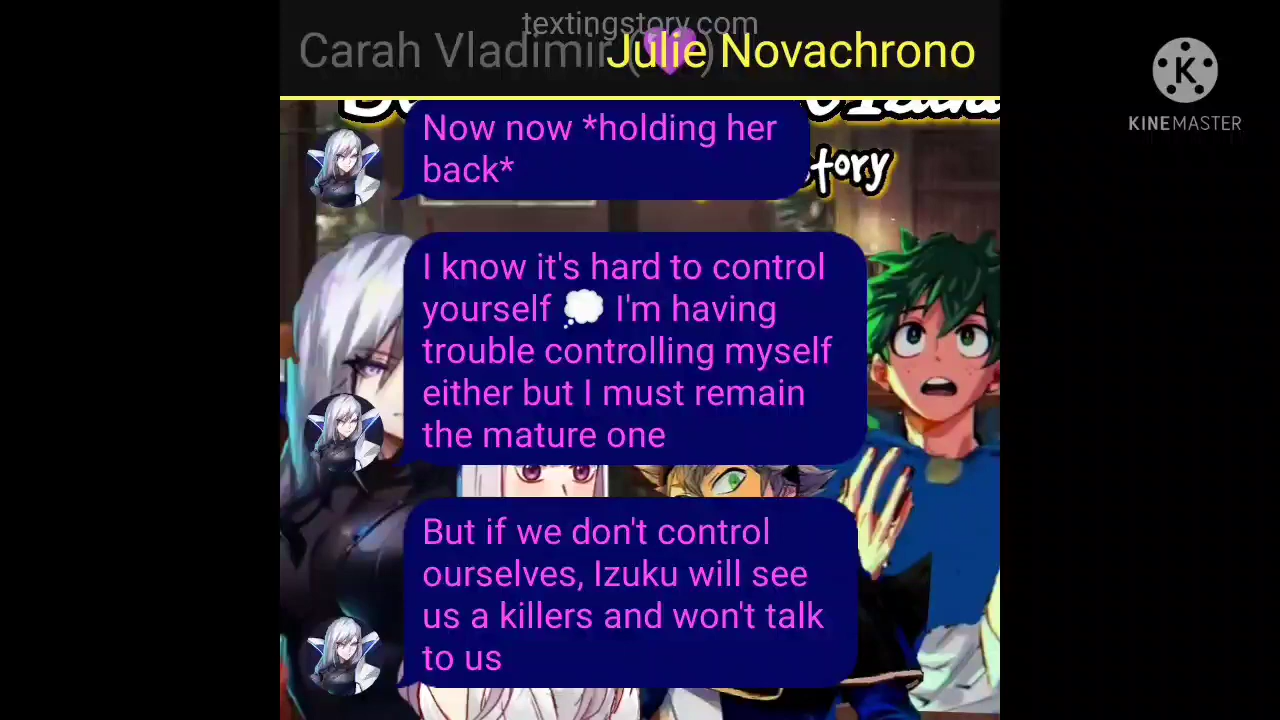 textingstory.com
Carah Vladimir Julie Novachrono
KINEMASTER
story
Now now *holding her
back*
I know it's hard to control
yourself 💭 I'm having
trouble controlling myself
either but I must remain
the mature one
But if we don't control
ourselves, Izuku will see
us a killers and won't talk
to us